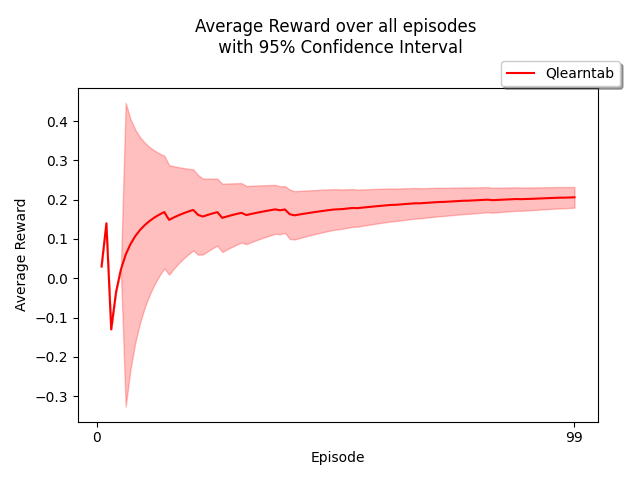 Average Reward over all episodes
with 95% Confidence Interval
Qlearntab
0.4
0.3
0.2
0.1
0.0
−0.1
−0.2
−0.3
Average Reward
0
99
Episode